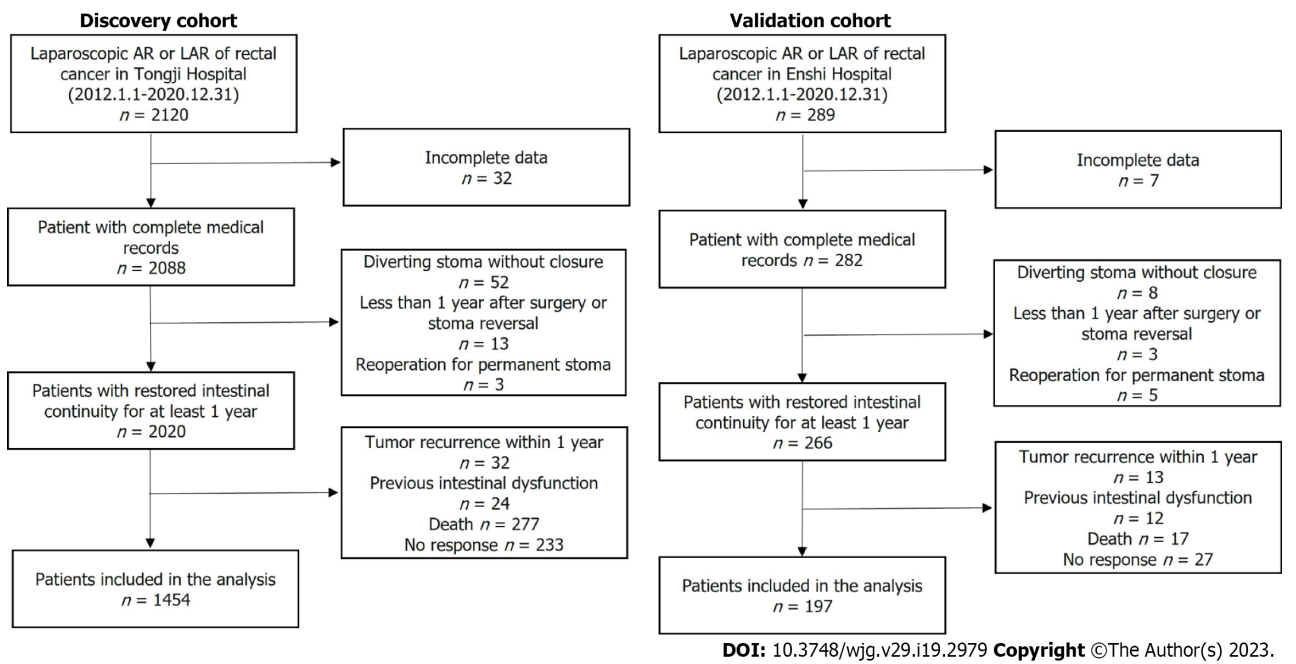 Discovery cohort
Laparoscopic AR or LAR of rectal
cancer in Tongji Hospital
(2012.1.1-2020.12.31)
n = 2120
Incomplete data
n = 32
Patient with complete medical
records
n = 2088
Diverting stoma without closure
n = 52
Less than 1 year after surgery or
stoma reversal
n = 13
Reoperation for permanent stoma
n = 3
Patients with restored intestinal
continuity for at least 1 year
n = 2020
Tumor recurrence within 1 year
n = 32
Previous intestinal dysfunction
n = 24
Death n = 277
No response n = 233
Patients included in the analysis
n = 1454
Validation cohort
Laparoscopic AR or LAR of rectal
cancer in Enshi Hospital
(2012.1.1-2020.12.31)
n = 289
Incomplete data
n = 7
Patient with complete medical
records n = 282
Diverting stoma without closure
n = 8
Less than 1 year after surgery or
stoma reversal
n = 3
Reoperation for permanent stoma
n = 5
Patients with restored intestinal
continuity for at least 1 year
n = 266
Tumor recurrence within 1 year
n = 13
Previous intestinal dysfunction
n = 12
Death n = 17
No response n = 27
Patients included in the analysis
n = 197
DOI: 10.3748/wjg.v29.i19.2979 Copyright ©The Author(s) 2023.